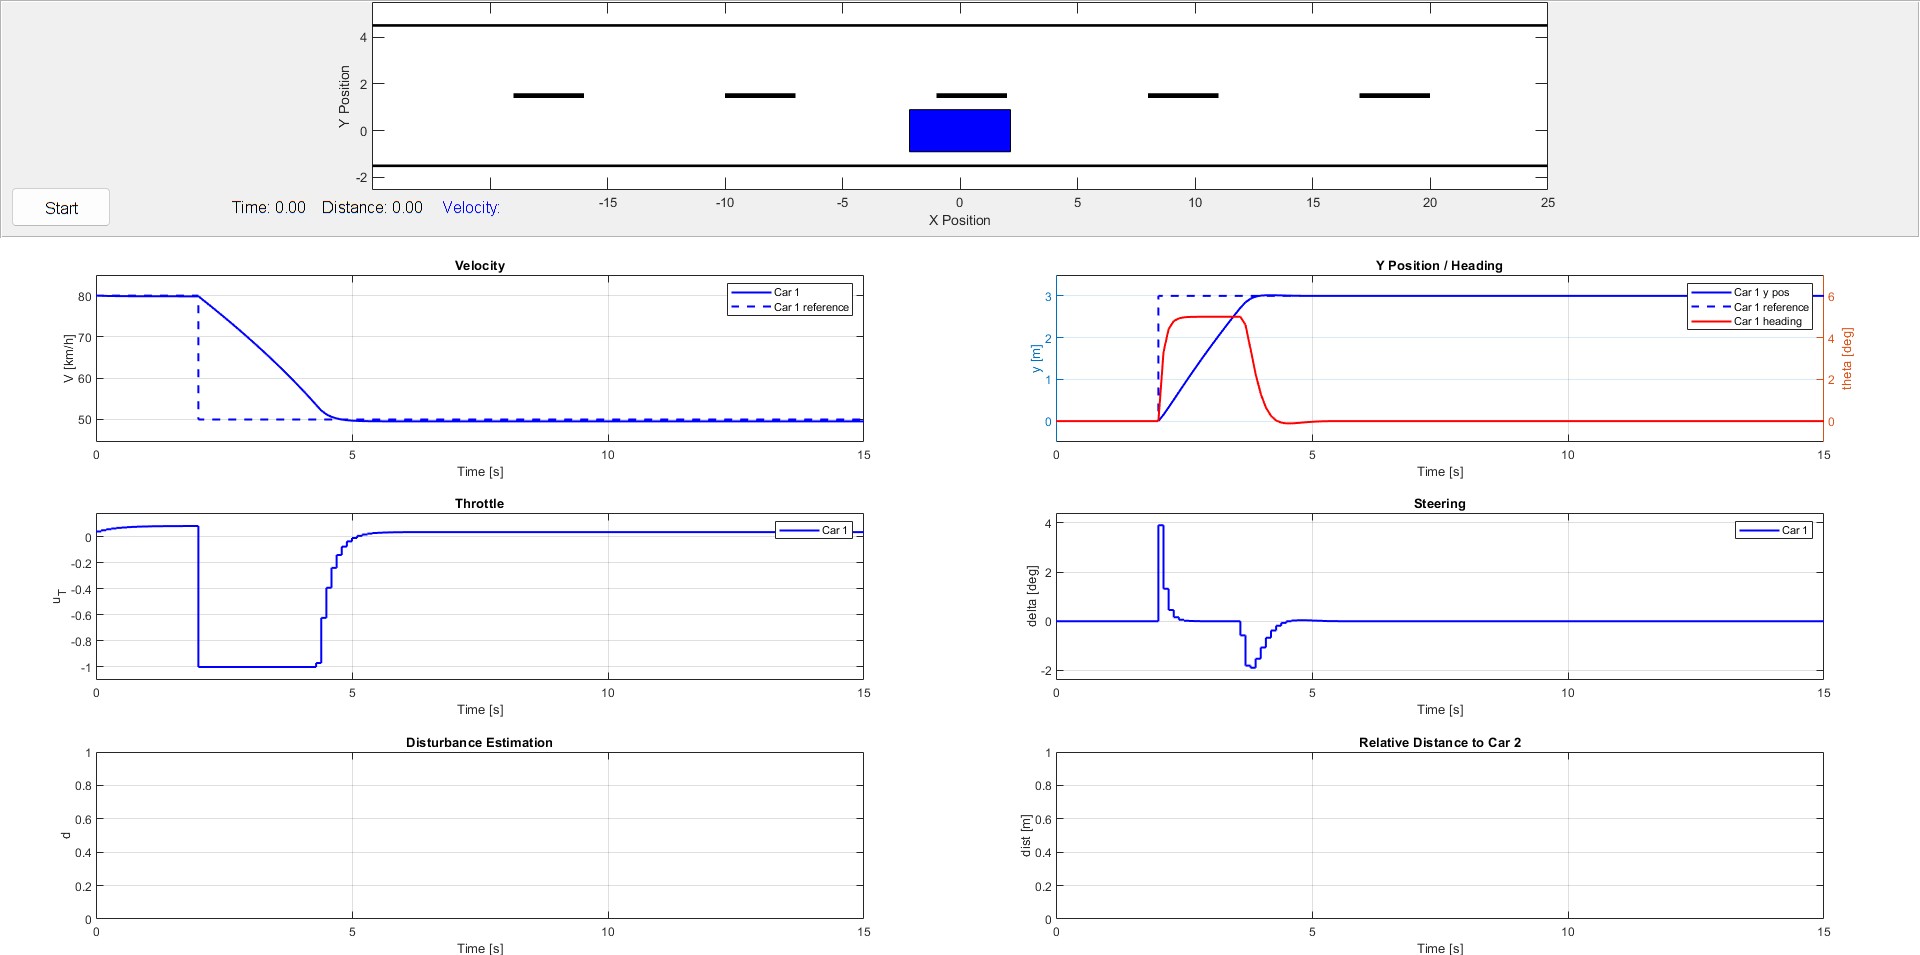 4
2
0
-2
Y Position
-15 -10 -5 0 5 10 15 20 25
X Position
Start
Time: 0.00 Distance: 0.00 Velocity:
Velocity
80
70
60
50
V [km/h]
Car 1
Car 1 reference
0 5 10 15
Time [s]
Y Position / Heading
3
2
1
0
y [m]
6
4
2
0
theta [deg]
Car 1 y pos
Car 1 reference
Car 1 heading
0 5 10 15
Time [s]
Throttle
0
-0.2
-0.4
-0.6
-0.8
-1
u_T
Car 1
0 5 10 15
Time [s]
Steering
4
2
0
-2
delta [deg]
Car 1
0 5 10 15
Time [s]
Disturbance Estimation
1
0.8
0.6
0.4
0.2
0
d
0 5 10 15
Time [s]
Relative Distance to Car 2
1
0.8
0.6
0.4
0.2
0
dist [m]
0 5 10 15
Time [s]